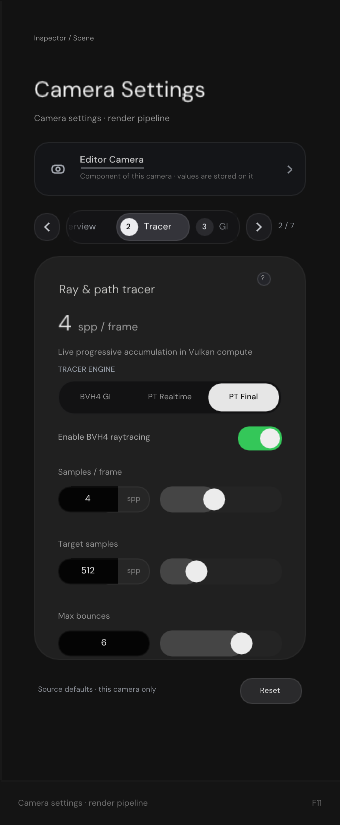 Inspector / Scene
Camera Settings
Camera settings · render pipeline
Editor Camera
Component of this camera · values are stored on it
rview 2 Tracer 3 GI 2 / 7
?
Ray & path tracer
4 spp / frame
Live progressive accumulation in Vulkan compute
TRACER ENGINE
BVH4 GI PT Realtime PT Final
Enable BVH4 raytracing
Samples / frame
4 spp
Target samples
512 spp
Max bounces
6
Source defaults · this camera only Reset
Camera settings · render pipeline F11